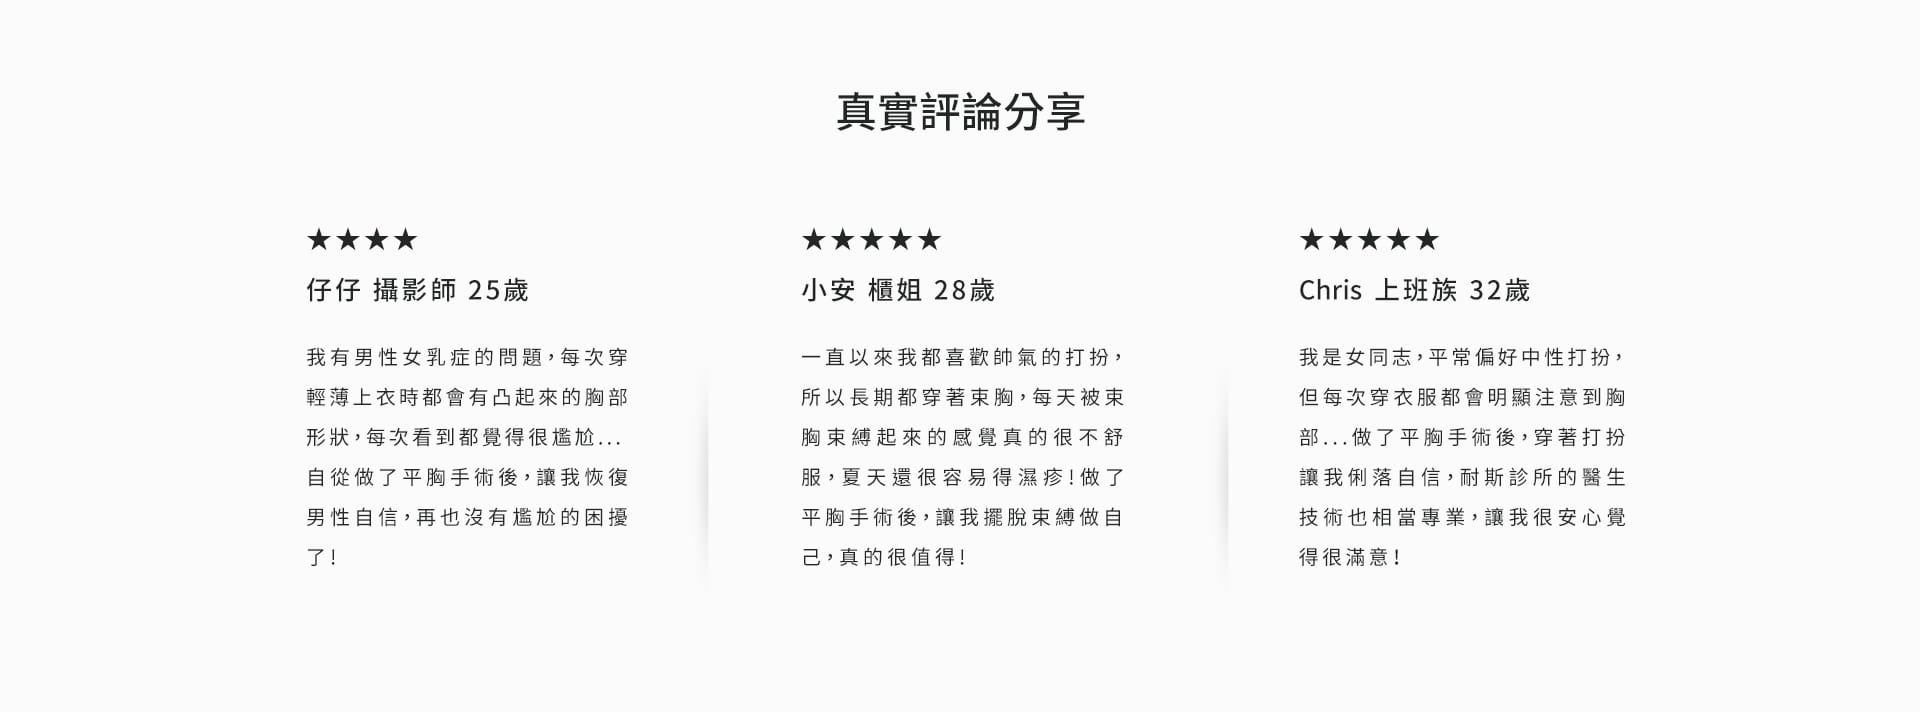 真實評論分享
★★★★
仔仔 攝影師 25歲
我有男性女乳症的問題，每次穿
輕薄上衣時都會有凸起來的胸部
形狀，每次看到都覺得很尷尬...
自從做了平胸手術後，讓我恢復
男性自信，再也沒有尷尬的困擾
了！
★★★★★
小安 櫃姐 28歲
一直以來我都喜歡帥氣的打扮，
所以長期都穿著束胸，每天被束
胸束縛起來的感覺真的很不舒
服，夏天還很容易得濕疹！做了
平胸手術後，讓我擺脫束縛做自
己，真的很值得！
★★★★★
Chris 上班族 32歲
我是女同志，平常偏好中性打扮，
但每次穿衣服都會明顯注意到胸
部...做了平胸手術後，穿著打扮
讓我俐落自信，耐斯診所的醫生
技術也相當專業，讓我很安心覺
得很滿意！